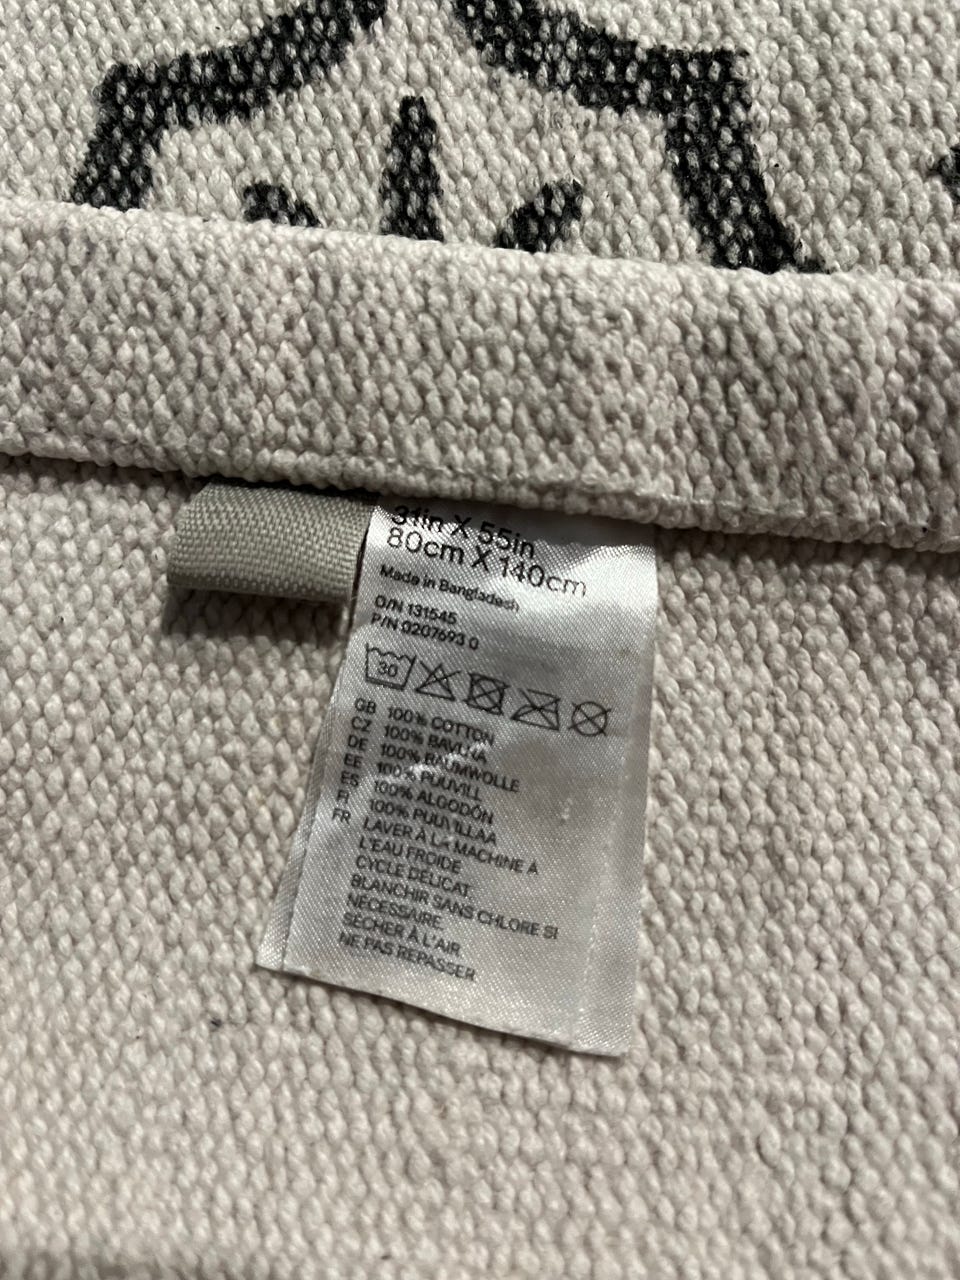 31in X 55in
80cm X 140cm
Made in Bangladesh
O/N 131545
P/N 0207693 0
30
GB 100% COTTON
CZ 100% BAVLNA
DE 100% BAUMWOLLE
EE 100% PUUVILL
ES 100% ALGODÓN
FI 100% PUUVILLAA
FR LAVER À LA MACHINE À
L'EAU FROIDE
CYCLE DÉLICAT
BLANCHIR SANS CHLORE SI
NÉCESSAIRE.
SÉCHER À L'AIR
NE PAS REPASSER